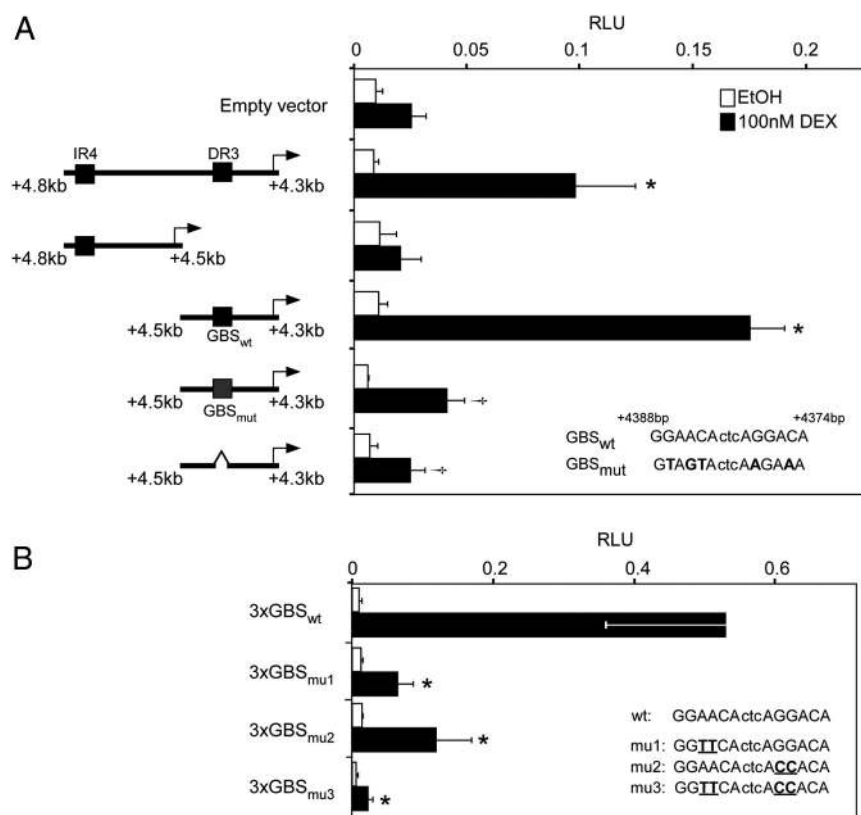 A
RLU
0 0.05 0.1 0.15 0.2
EtOH
100nM DEX
Empty vector
IR4 DR3
+4.8kb +4.3kb
*
+4.8kb +4.5kb
+4.5kb GBSwt +4.3kb
*
+4.5kb GBSmut +4.3kb
+4.5kb +4.3kb
+4388bp +4374bp
GBSwt GGAACActcAGGACA
GBSmut GTAGTActcAAGAAA
B
RLU
0 0.2 0.4 0.6
3xGBSwt
3xGBSmu1 *
3xGBSmu2 *
3xGBSmu3 *
wt: GGAACActcAGGACA
mu1: GGTTCActcAGGACA
mu2: GGAACActcACCACA
mu3: GGTTCActcACCACA